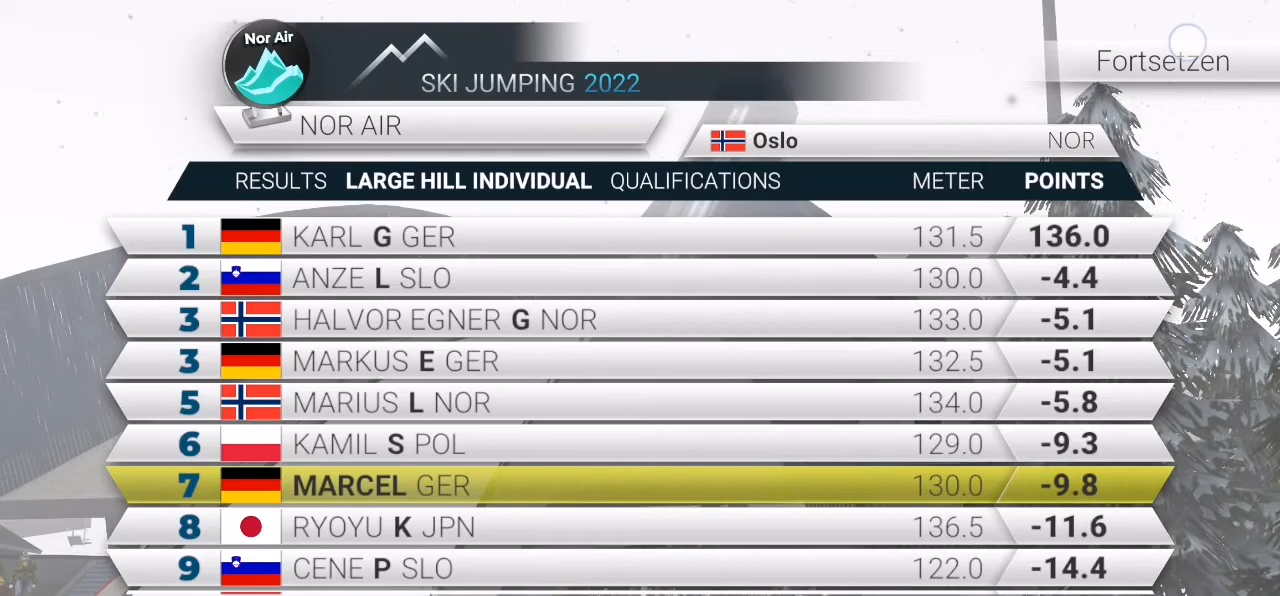 Nor Air
SKI JUMPING 2022
Fortsetzen
NOR AIR
Oslo NOR
RESULTS LARGE HILL INDIVIDUAL QUALIFICATIONS METER POINTS
1 KARL G GER 131.5 136.0
2 ANZE L SLO 130.0 -4.4
3 HALVOR EGNER G NOR 133.0 -5.1
3 MARKUS E GER 132.5 -5.1
5 MARIUS L NOR 134.0 -5.8
6 KAMIL S POL 129.0 -9.3
7 MARCEL GER 130.0 -9.8
8 RYOYU K JPN 136.5 -11.6
9 CENE P SLO 122.0 -14.4